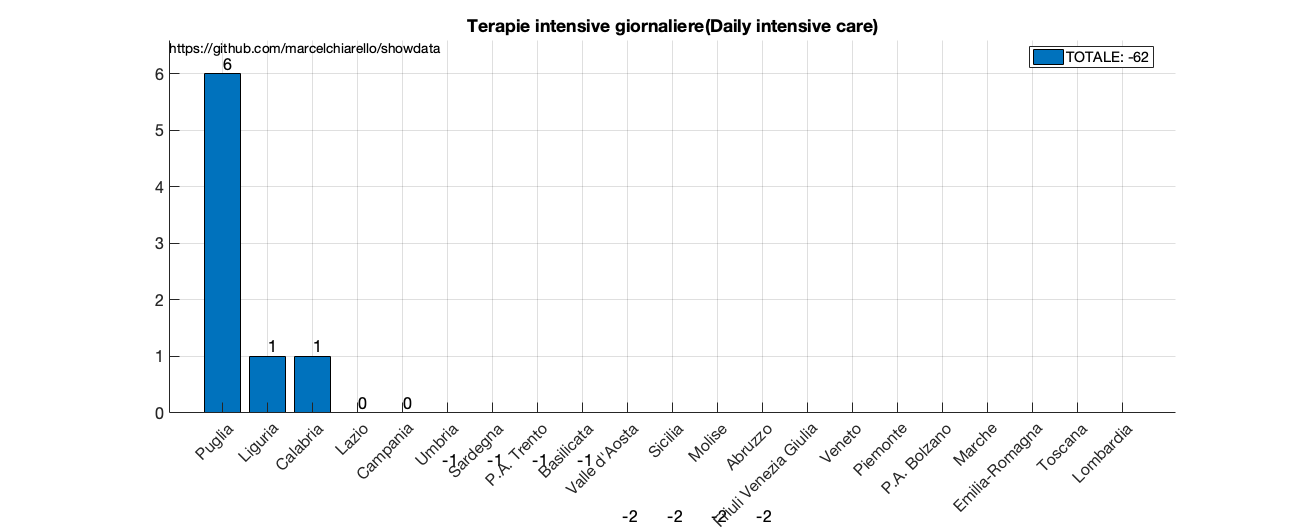 Terapie intensive giornaliere(Daily intensive care)
https://github.com/marcelchiarello/showdata
TOTALE: -62
6
5
4
3
2
1
0
6
1
1
0
0
Puglia
Liguria
Calabria
Lazio
Campania
Umbria
Sardegna
P.A. Trento
Basilicata
Valle d'Aosta
Sicilia
Molise
Abruzzo
Friuli Venezia Giulia
Veneto
Piemonte
P.A. Bolzano
Marche
Emilia-Romagna
Toscana
Lombardia
-1
-1
-1
-1
-2
-2
-2
-2